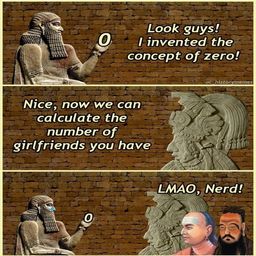 0
Look guys!
I invented the
concept of zero!
Nice, now we can
calculate the
number of
girlfriends you have
LMAO, Nerd!
0